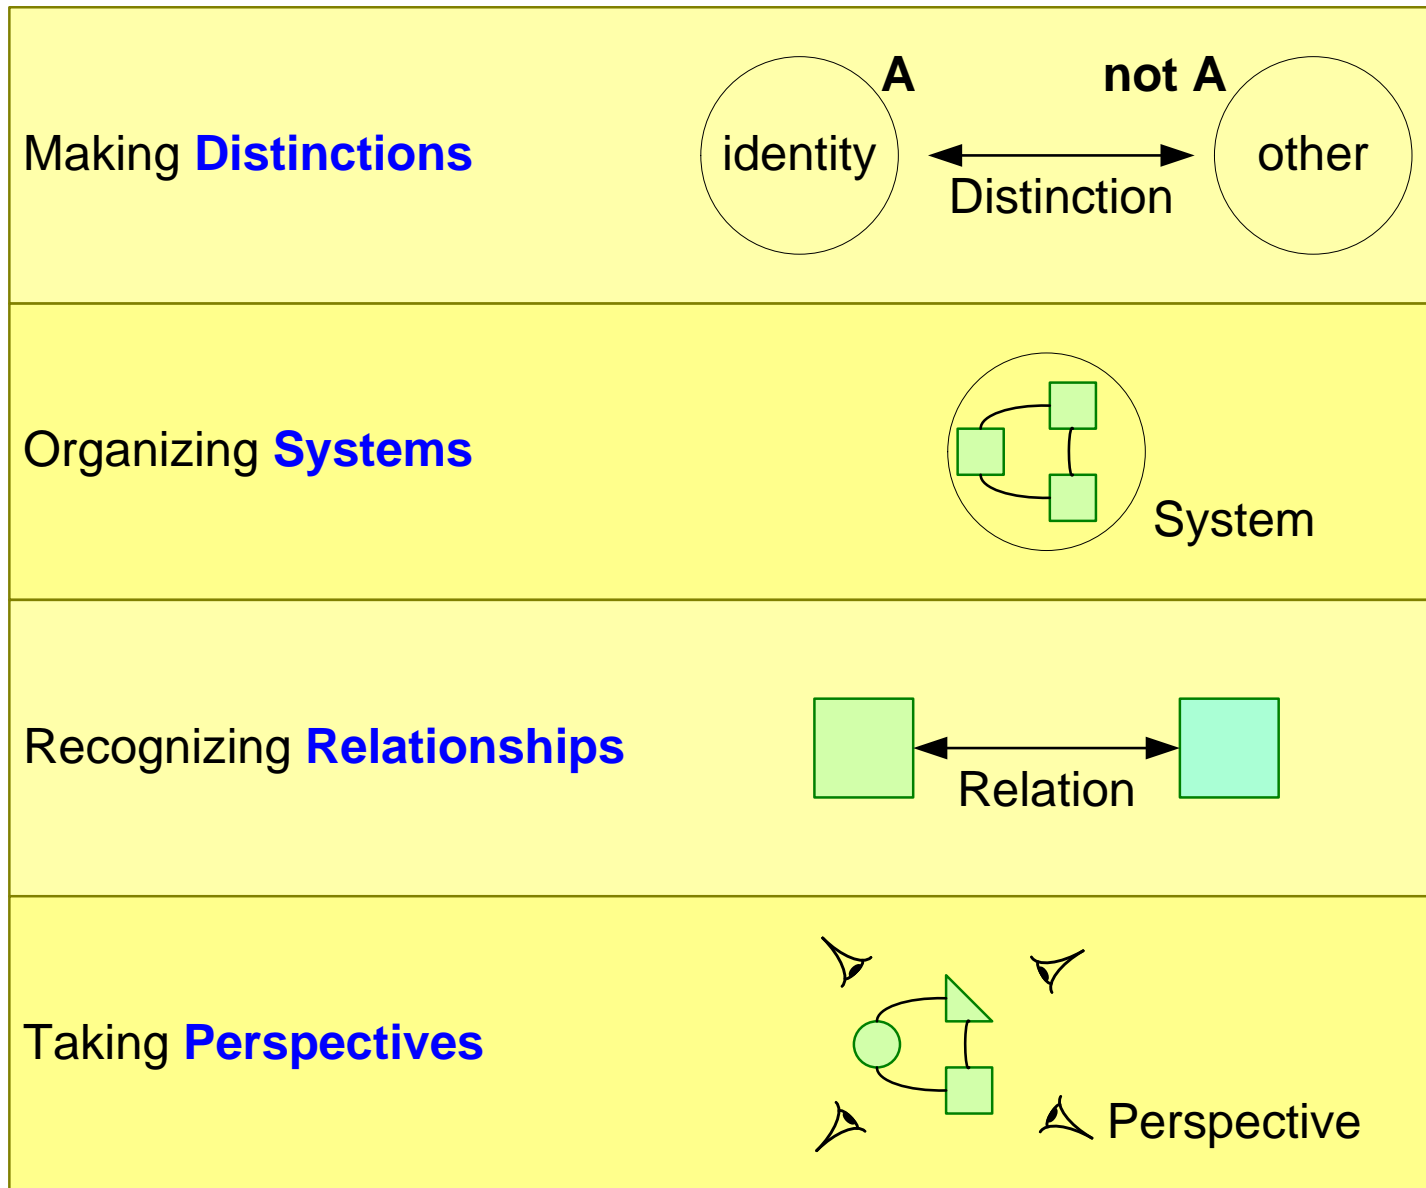 Making Distinctions
A
not A
identity
other
Distinction
Organizing Systems
System
Recognizing Relationships
Relation
Taking Perspectives
Perspective